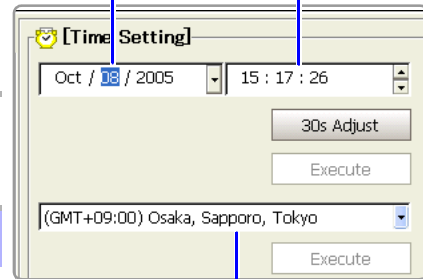 [Time Setting]
Oct / 08 / 2005 15 : 17 : 26
30s Adjust
Execute
(GMT+09:00) Osaka, Sapporo, Tokyo
Execute